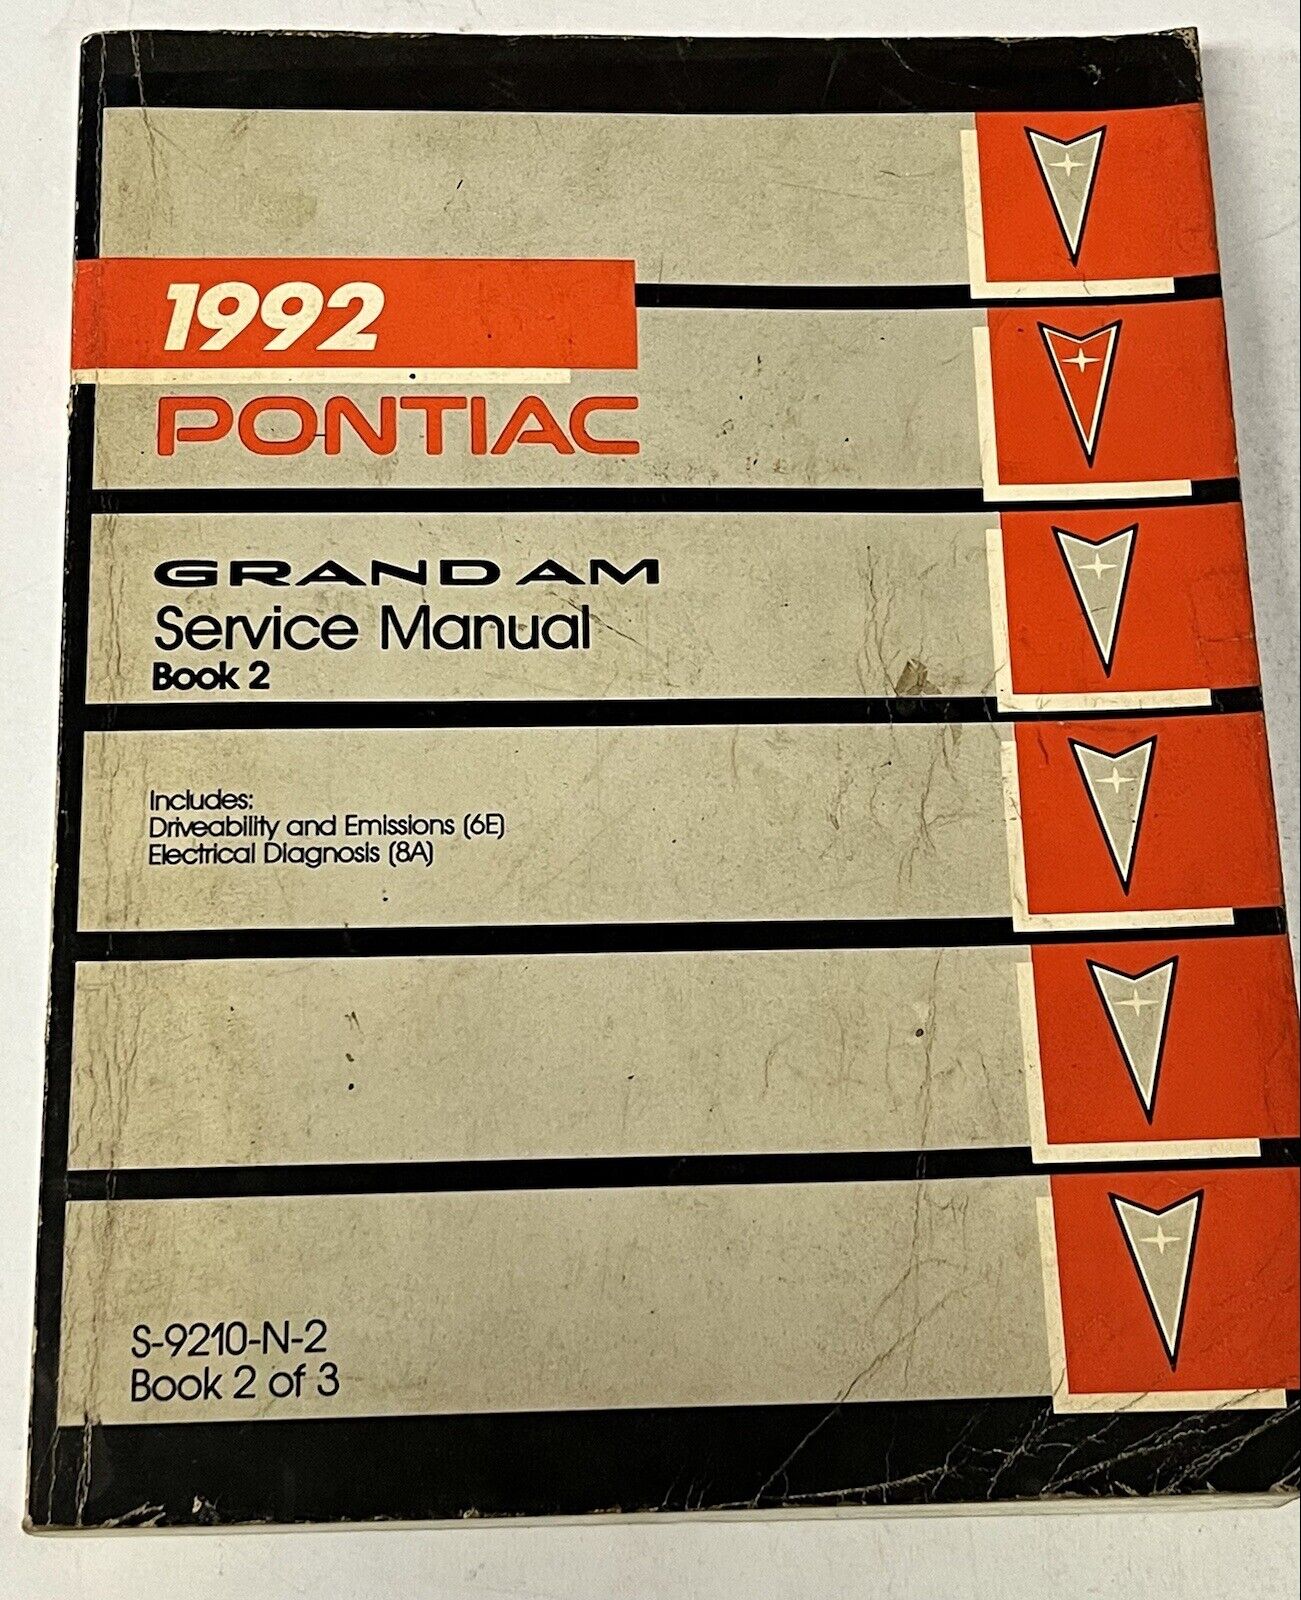 1992
PONTIAC
GRAND AM
Service Manual
Book 2
Includes:
Driveability and Emissions (6E)
Electrical Diagnosis (8A)
S-9210-N-2
Book 2 of 3